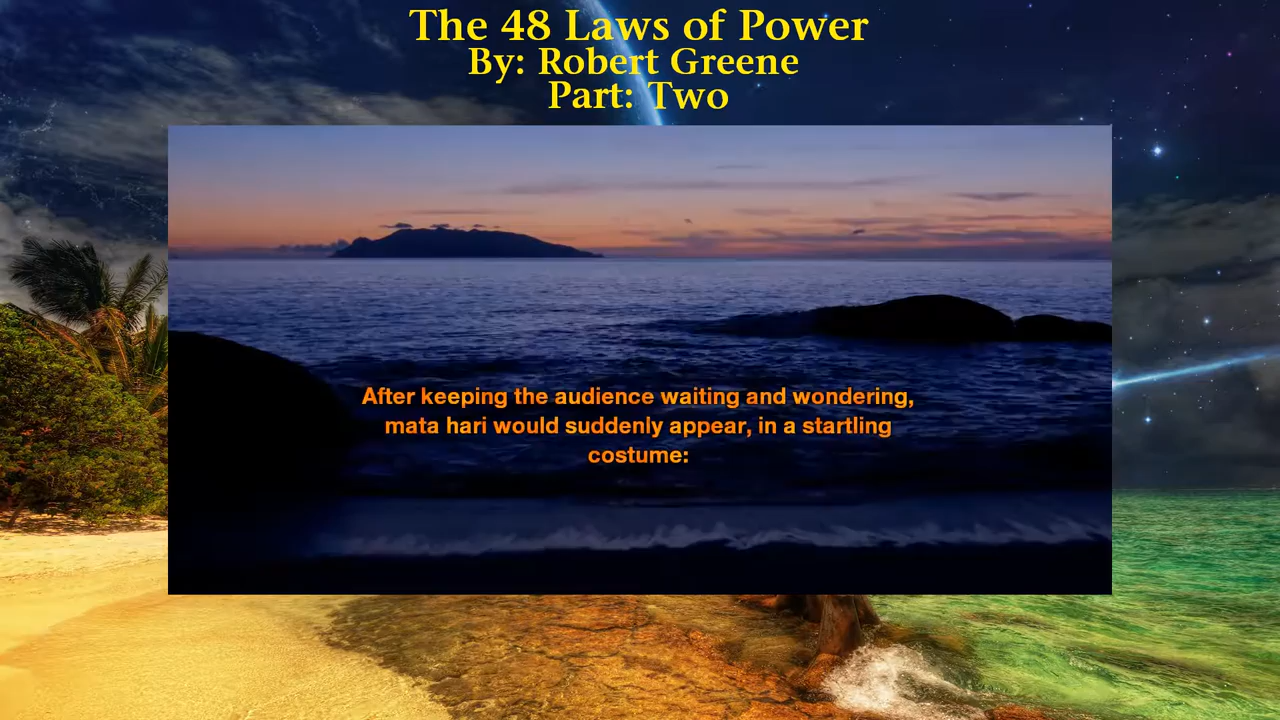 The 48 Laws of Power
By: Robert Greene
Part: Two
After keeping the audience waiting and wondering,
mata hari would suddenly appear, in a startling
costume: